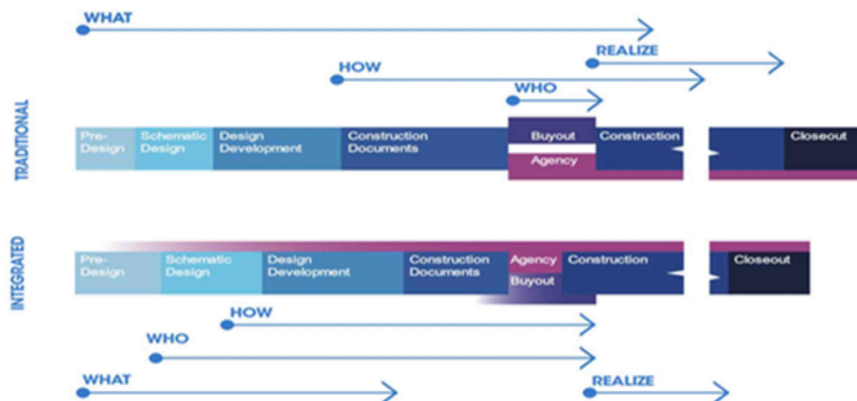 WHAT
REALIZE
HOW
WHO
TRADITIONAL
Pre-
Design
Schematic
Design
Design
Development
Construction
Documents
Buyout
Agency
Construction
Closeout
INTEGRATED
Pre-
Design
Schematic
Design
Design
Development
Construction
Documents
Agency
Buyout
Construction
Closeout
HOW
WHO
WHAT
REALIZE